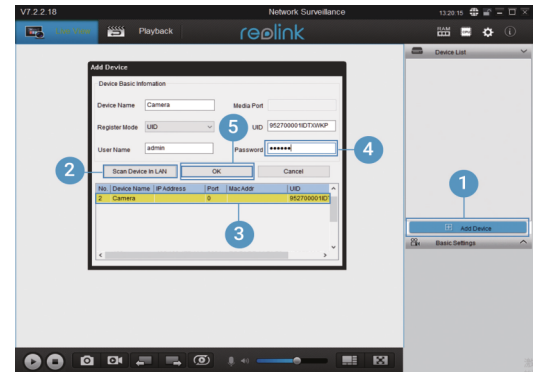 V7.2.2.18 Network Surveillance 13:20:15
Live View Playback reolink RAM CPU
Device List
Add Device
Device Basic Infomation
Device Name Camera Media Port
Register Mode UID UID 952700001IDTXWKP
5
User Name admin Password ••••••
4
2
Scan Device In LAN OK Cancel
1
No. Device Name IP Address Port Mac Addr UID
2 Camera 0 952700001ID
3
Add Device
Basic Settings